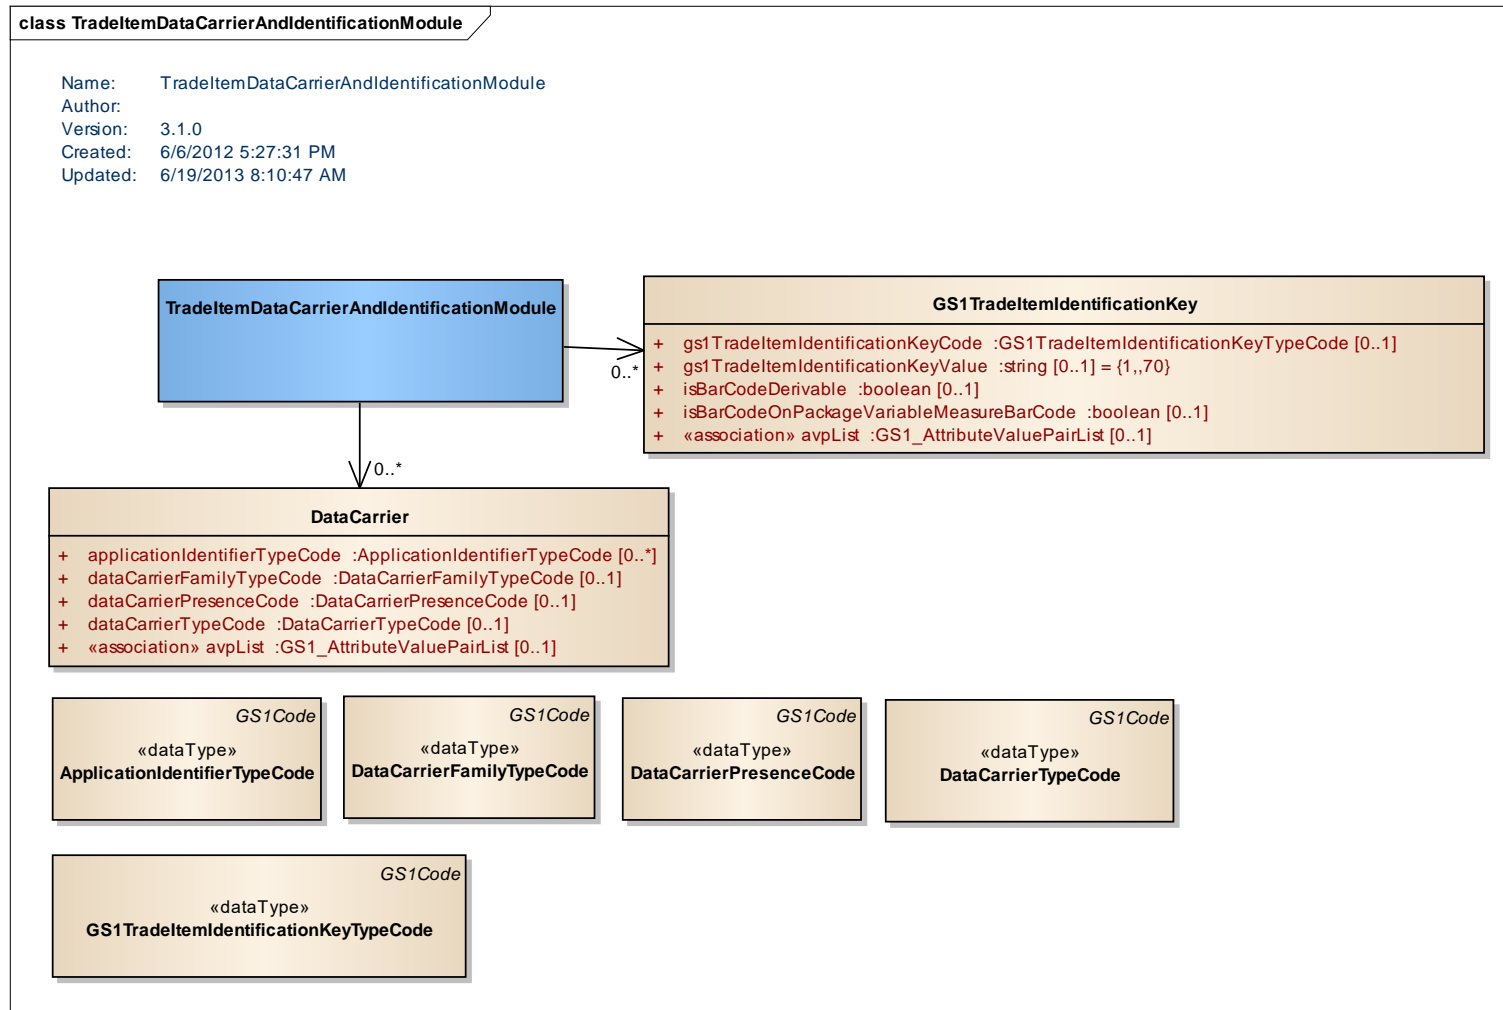 class TradeItemDataCarrierAndIdentificationModule
Name: TradeItemDataCarrierAndIdentificationModule
Author:
Version: 3.1.0
Created: 6/6/2012 5:27:31 PM
Updated: 6/19/2013 8:10:47 AM
TradeItemDataCarrierAndIdentificationModule
0..*
GS1TradeItemIdentificationKey
+ gs1TradeItemIdentificationKeyCode :GS1TradeItemIdentificationKeyTypeCode [0..1]
+ gs1TradeItemIdentificationKeyValue :string [0..1] = {1,,70}
+ isBarCodeDerivable :boolean [0..1]
+ isBarCodeOnPackageVariableMeasureBarCode :boolean [0..1]
+ «association» avpList :GS1_AttributeValuePairList [0..1]
0..*
DataCarrier
+ applicationIdentifierTypeCode :ApplicationIdentifierTypeCode [0..*]
+ dataCarrierFamilyTypeCode :DataCarrierFamilyTypeCode [0..1]
+ dataCarrierPresenceCode :DataCarrierPresenceCode [0..1]
+ dataCarrierTypeCode :DataCarrierTypeCode [0..1]
+ «association» avpList :GS1_AttributeValuePairList [0..1]
GS1Code
«dataType»
ApplicationIdentifierTypeCode
GS1Code
«dataType»
DataCarrierFamilyTypeCode
GS1Code
«dataType»
DataCarrierPresenceCode
GS1Code
«dataType»
DataCarrierTypeCode
GS1Code
«dataType»
GS1TradeItemIdentificationKeyTypeCode